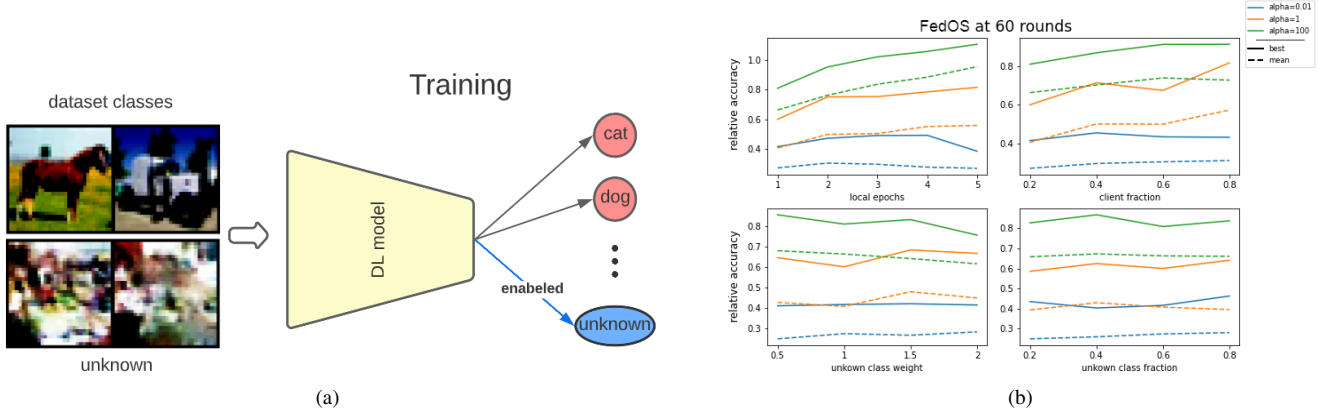 dataset classes
unknown
Training
DL model
cat
dog
enabeled
unknown
(a)
FedOS at 60 rounds
alpha=0.01
alpha=1
alpha=100
best
mean
relative accuracy
1.0
0.8
0.6
0.4
1 2 3 4 5
local epochs
0.8
0.6
0.4
0.2 0.4 0.6 0.8
client fraction
relative accuracy
0.8
0.7
0.6
0.5
0.4
0.3
0.5 1 1.5 2
unkown class weight
0.8
0.7
0.6
0.5
0.4
0.3
0.2 0.4 0.6 0.8
unkown class fraction
(b)